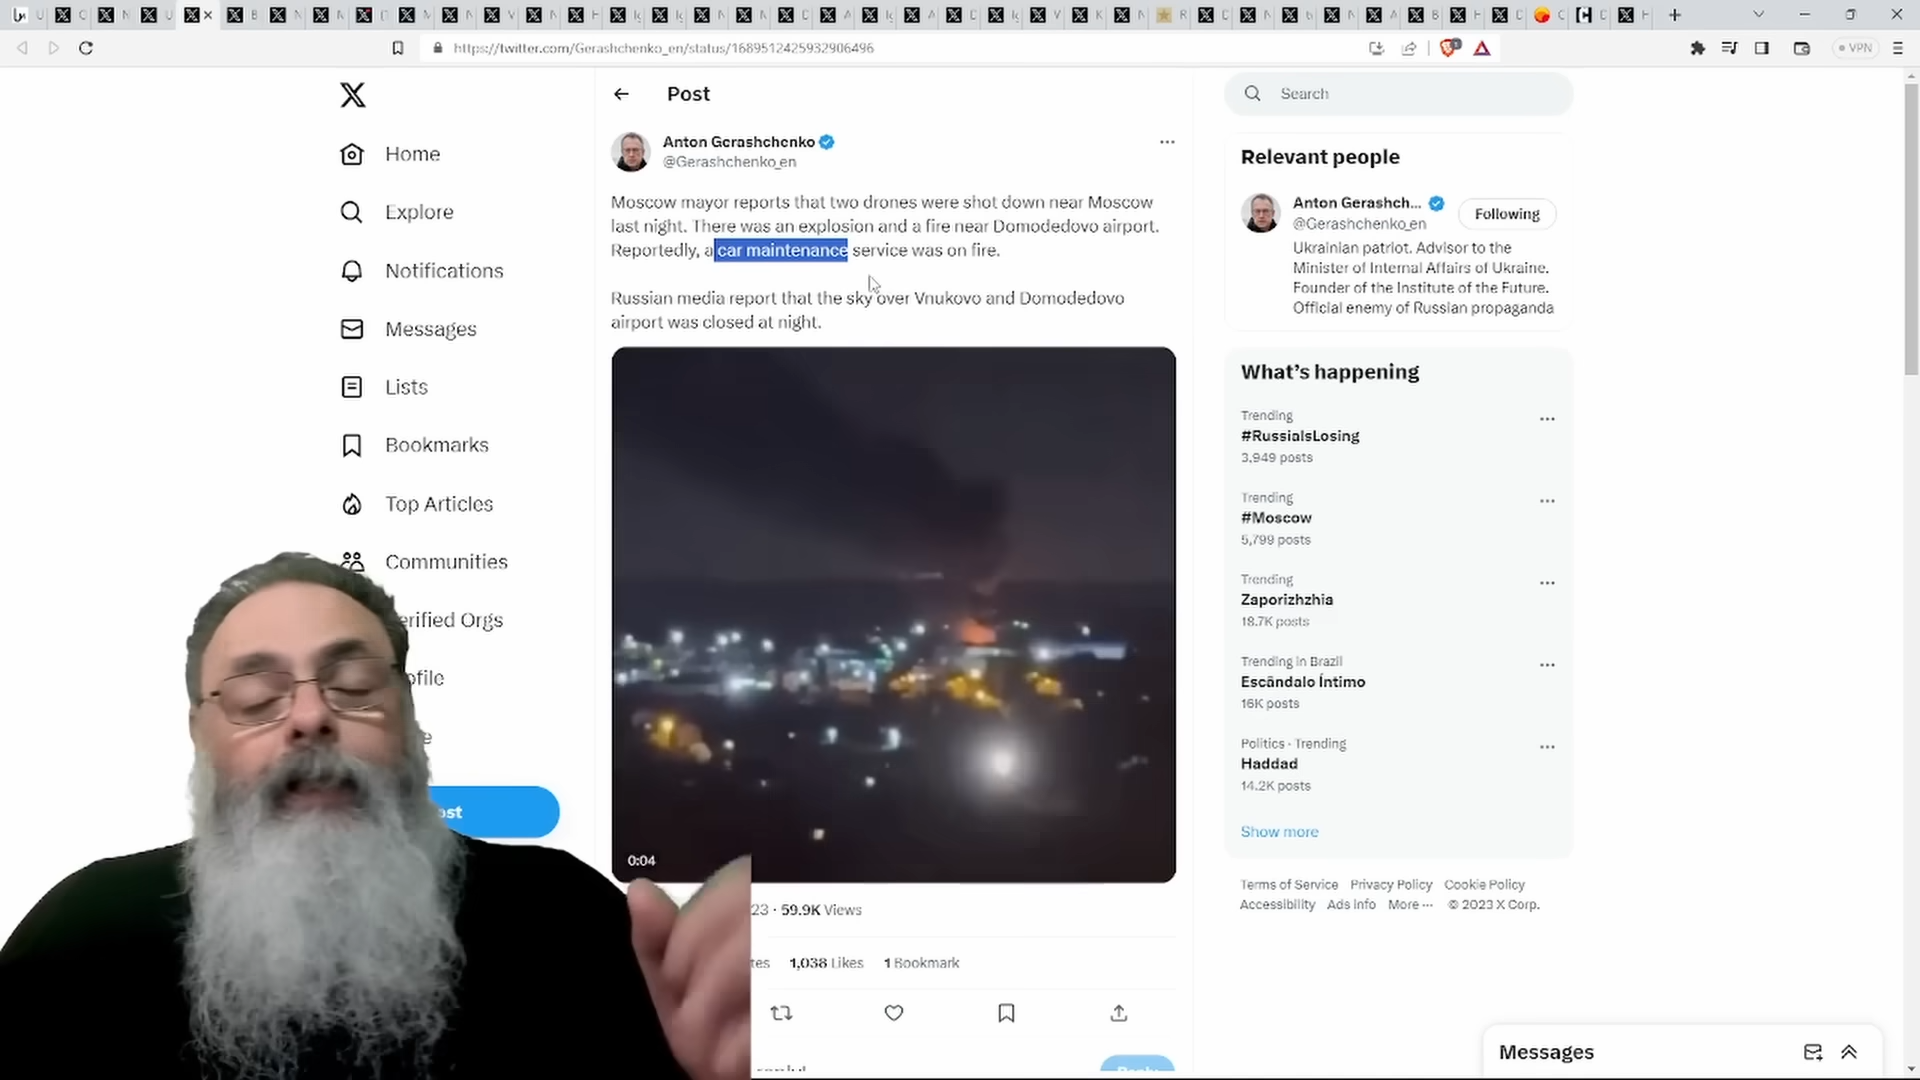 https://twitter.com/Gerashchenko_en/status/1689512425932906496
VPN
Home
Explore
Notifications
Messages
Lists
Bookmarks
Top Articles
Communities
erified Orgs
ofile
e
ost
Post
Anton Gerashchenko
@Gerashchenko_en
Moscow mayor reports that two drones were shot down near Moscow
last night. There was an explosion and a fire near Domodedovo airport.
Reportedly, a car maintenance service was on fire.
Russian media report that the sky over Vnukovo and Domodedovo
airport was closed at night.
0:04
23 · 59.9K Views
tes 1,038 Likes 1 Bookmark
Search
Relevant people
Anton Gerashch...
@Gerashchenko_en
Following
Ukrainian patriot. Advisor to the
Minister of Internal Affairs of Ukraine.
Founder of the Institute of the Future.
Official enemy of Russian propaganda
What's happening
Trending
#RussiaIsLosing
3,949 posts
Trending
#Moscow
5,799 posts
Trending
Zaporizhzhia
18.7K posts
Trending in Brazil
Escândalo Íntimo
16K posts
Politics · Trending
Haddad
14.2K posts
Show more
Terms of Service Privacy Policy Cookie Policy
Accessibility Ads info More ··· © 2023 X Corp.
Messages